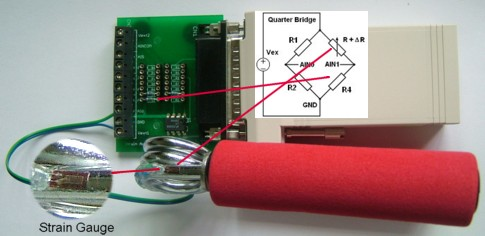 Quarter Bridge
R1
R + ΔR
Vex
AIN0
AIN1
R2
R4
GND
Strain Gauge